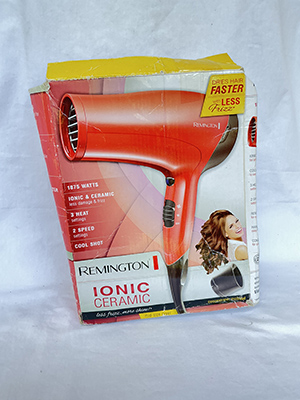 DRIES HAIR
FASTER
LESS
Frizz
REMINGTON
1875 WATTS
IONIC & CERAMIC
less damage & frizz
3 HEAT
settings
2 SPEED
settings
COOL SHOT
REMINGTON
IONIC
CERAMIC
less frizz, more shine